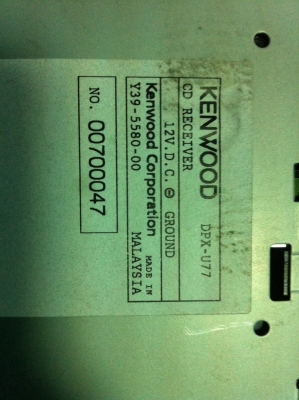 KENWOOD DPX-U77
CD RECEIVER
12V.D.C. ⊖ GROUND
Kenwood Corporation MADE IN
Y39-5580-00 MALAYSIA
NO. 00700047